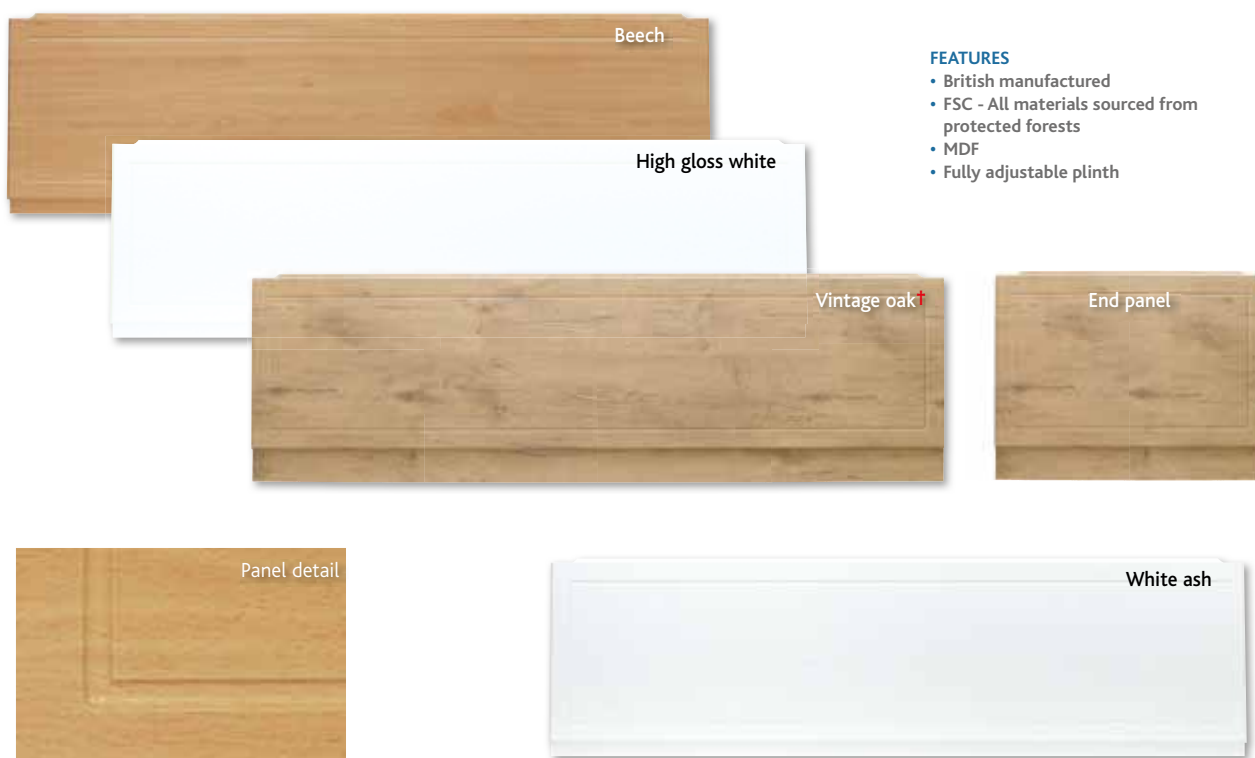 Beech
FEATURES
• British manufactured
• FSC - All materials sourced from
protected forests
• MDF
• Fully adjustable plinth
High gloss white
Vintage oak†
End panel
Panel detail
White ash